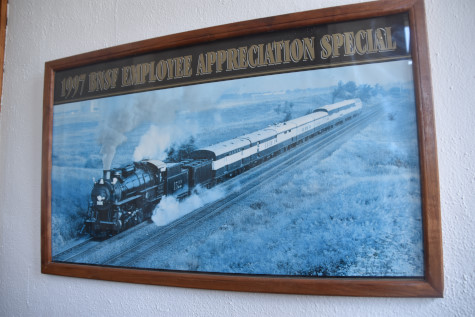 1997 BNSF EMPLOYEE APPRECIATION SPECIAL